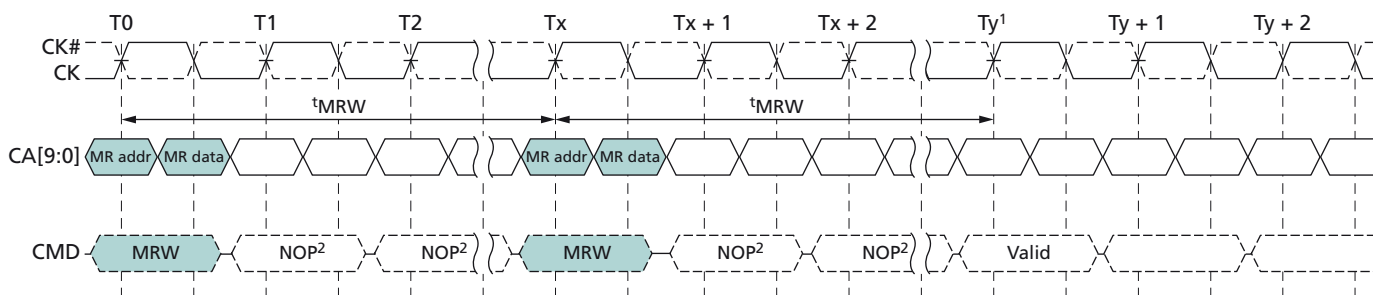 T0 T1 T2 Tx Tx + 1 Tx + 2 Ty¹ Ty + 1 Ty + 2
CK#
CK
ᵗMRW ᵗMRW
CA[9:0] MR addr MR data MR addr MR data
CMD MRW NOP² NOP² MRW NOP² NOP² Valid